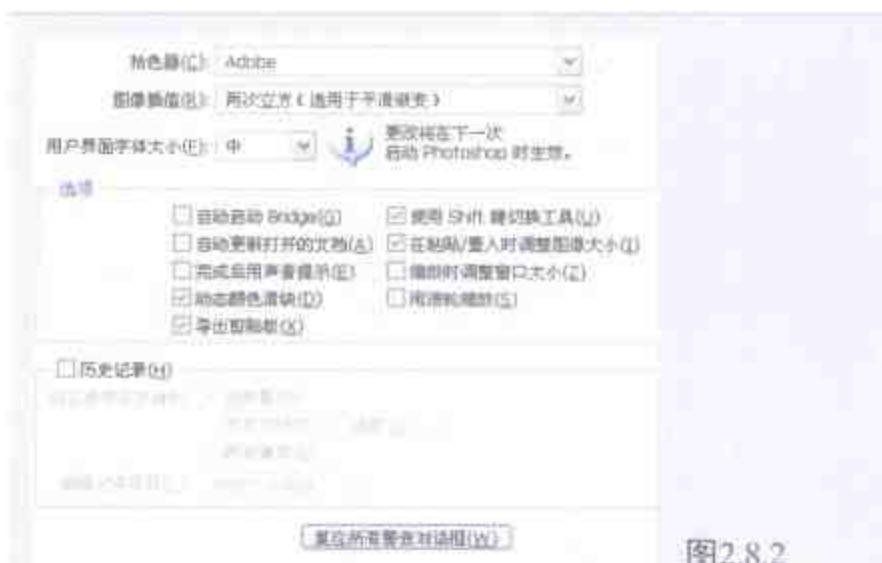 拾色器(C): Adobe
图像插值(R): 两次立方(适用于平滑渐变)
用户界面字体大小(F): 中
更改将在下一次
启动 Photoshop 时生效。
选项
自动启动 Bridge(G) 使用 Shift 键切换工具(U)
自动更新打开的文档(A) 在粘贴/置入时调整图像大小(I)
完成后用声音提示(E) 缩放时调整窗口大小(Z)
动态颜色滑块(D) 用滚轮缩放(S)
导出剪贴板(X)
历史记录(H)
复位所有警告对话框(W)
图2.8.2